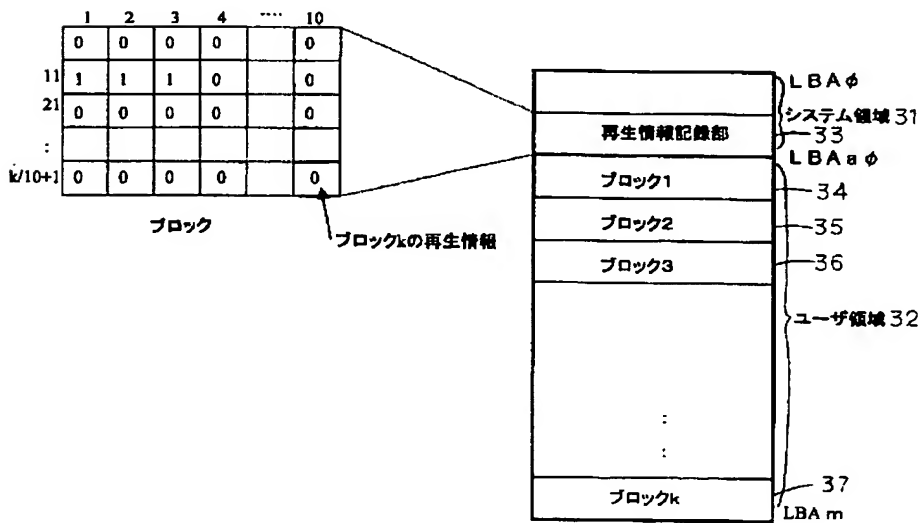 1 2 3 4 ‥‥ 10
0 0 0 0 0
11 1 1 1 0 0
21 0 0 0 0 0
:
k/10+1 0 0 0 0 0
ブロック
ブロックkの再生情報
LBAφ
システム領域 31
再生情報記録部 33
LBAaφ
ブロック1 34
ブロック2 35
ブロック3 36
ユーザ領域 32
:
:
ブロックk 37
LBA m